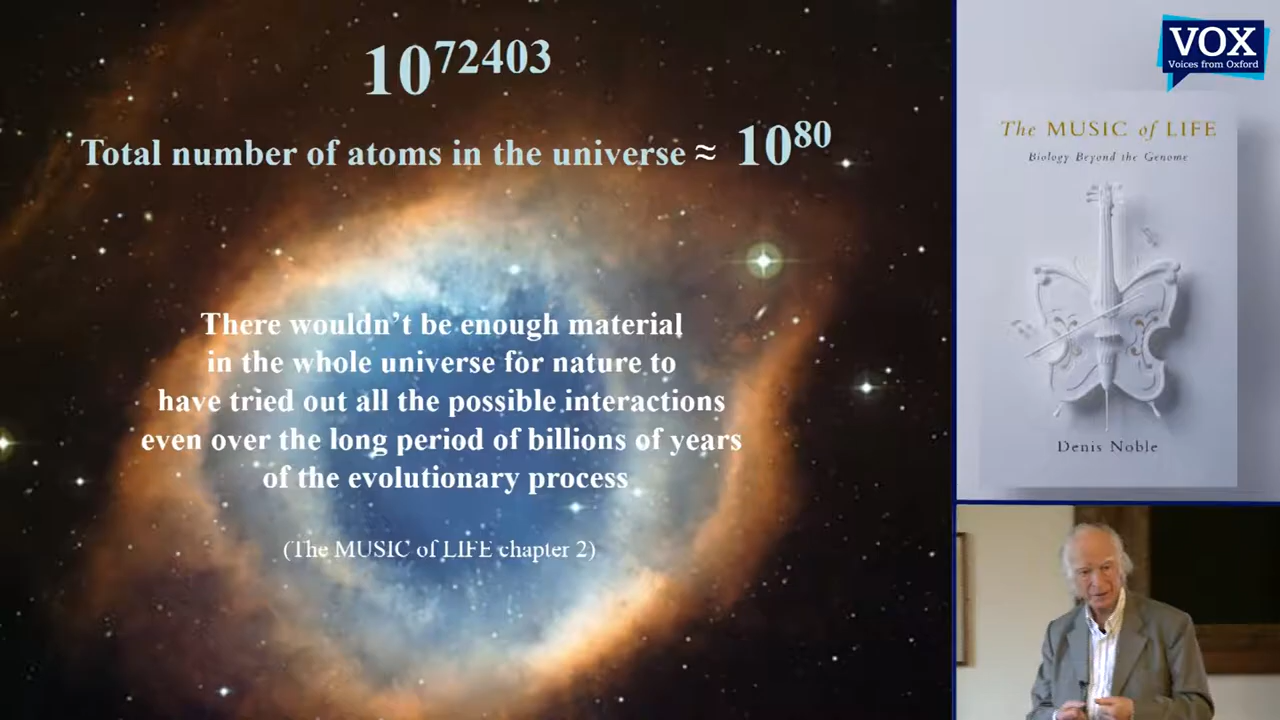 10^72403
Total number of atoms in the universe ≈ 10^80
There wouldn't be enough material
in the whole universe for nature to
have tried out all the possible interactions
even over the long period of billions of years
of the evolutionary process
(The MUSIC of LIFE chapter 2)
VOX
Voices from Oxford
The MUSIC of LIFE
Biology Beyond the Genome
Denis Noble